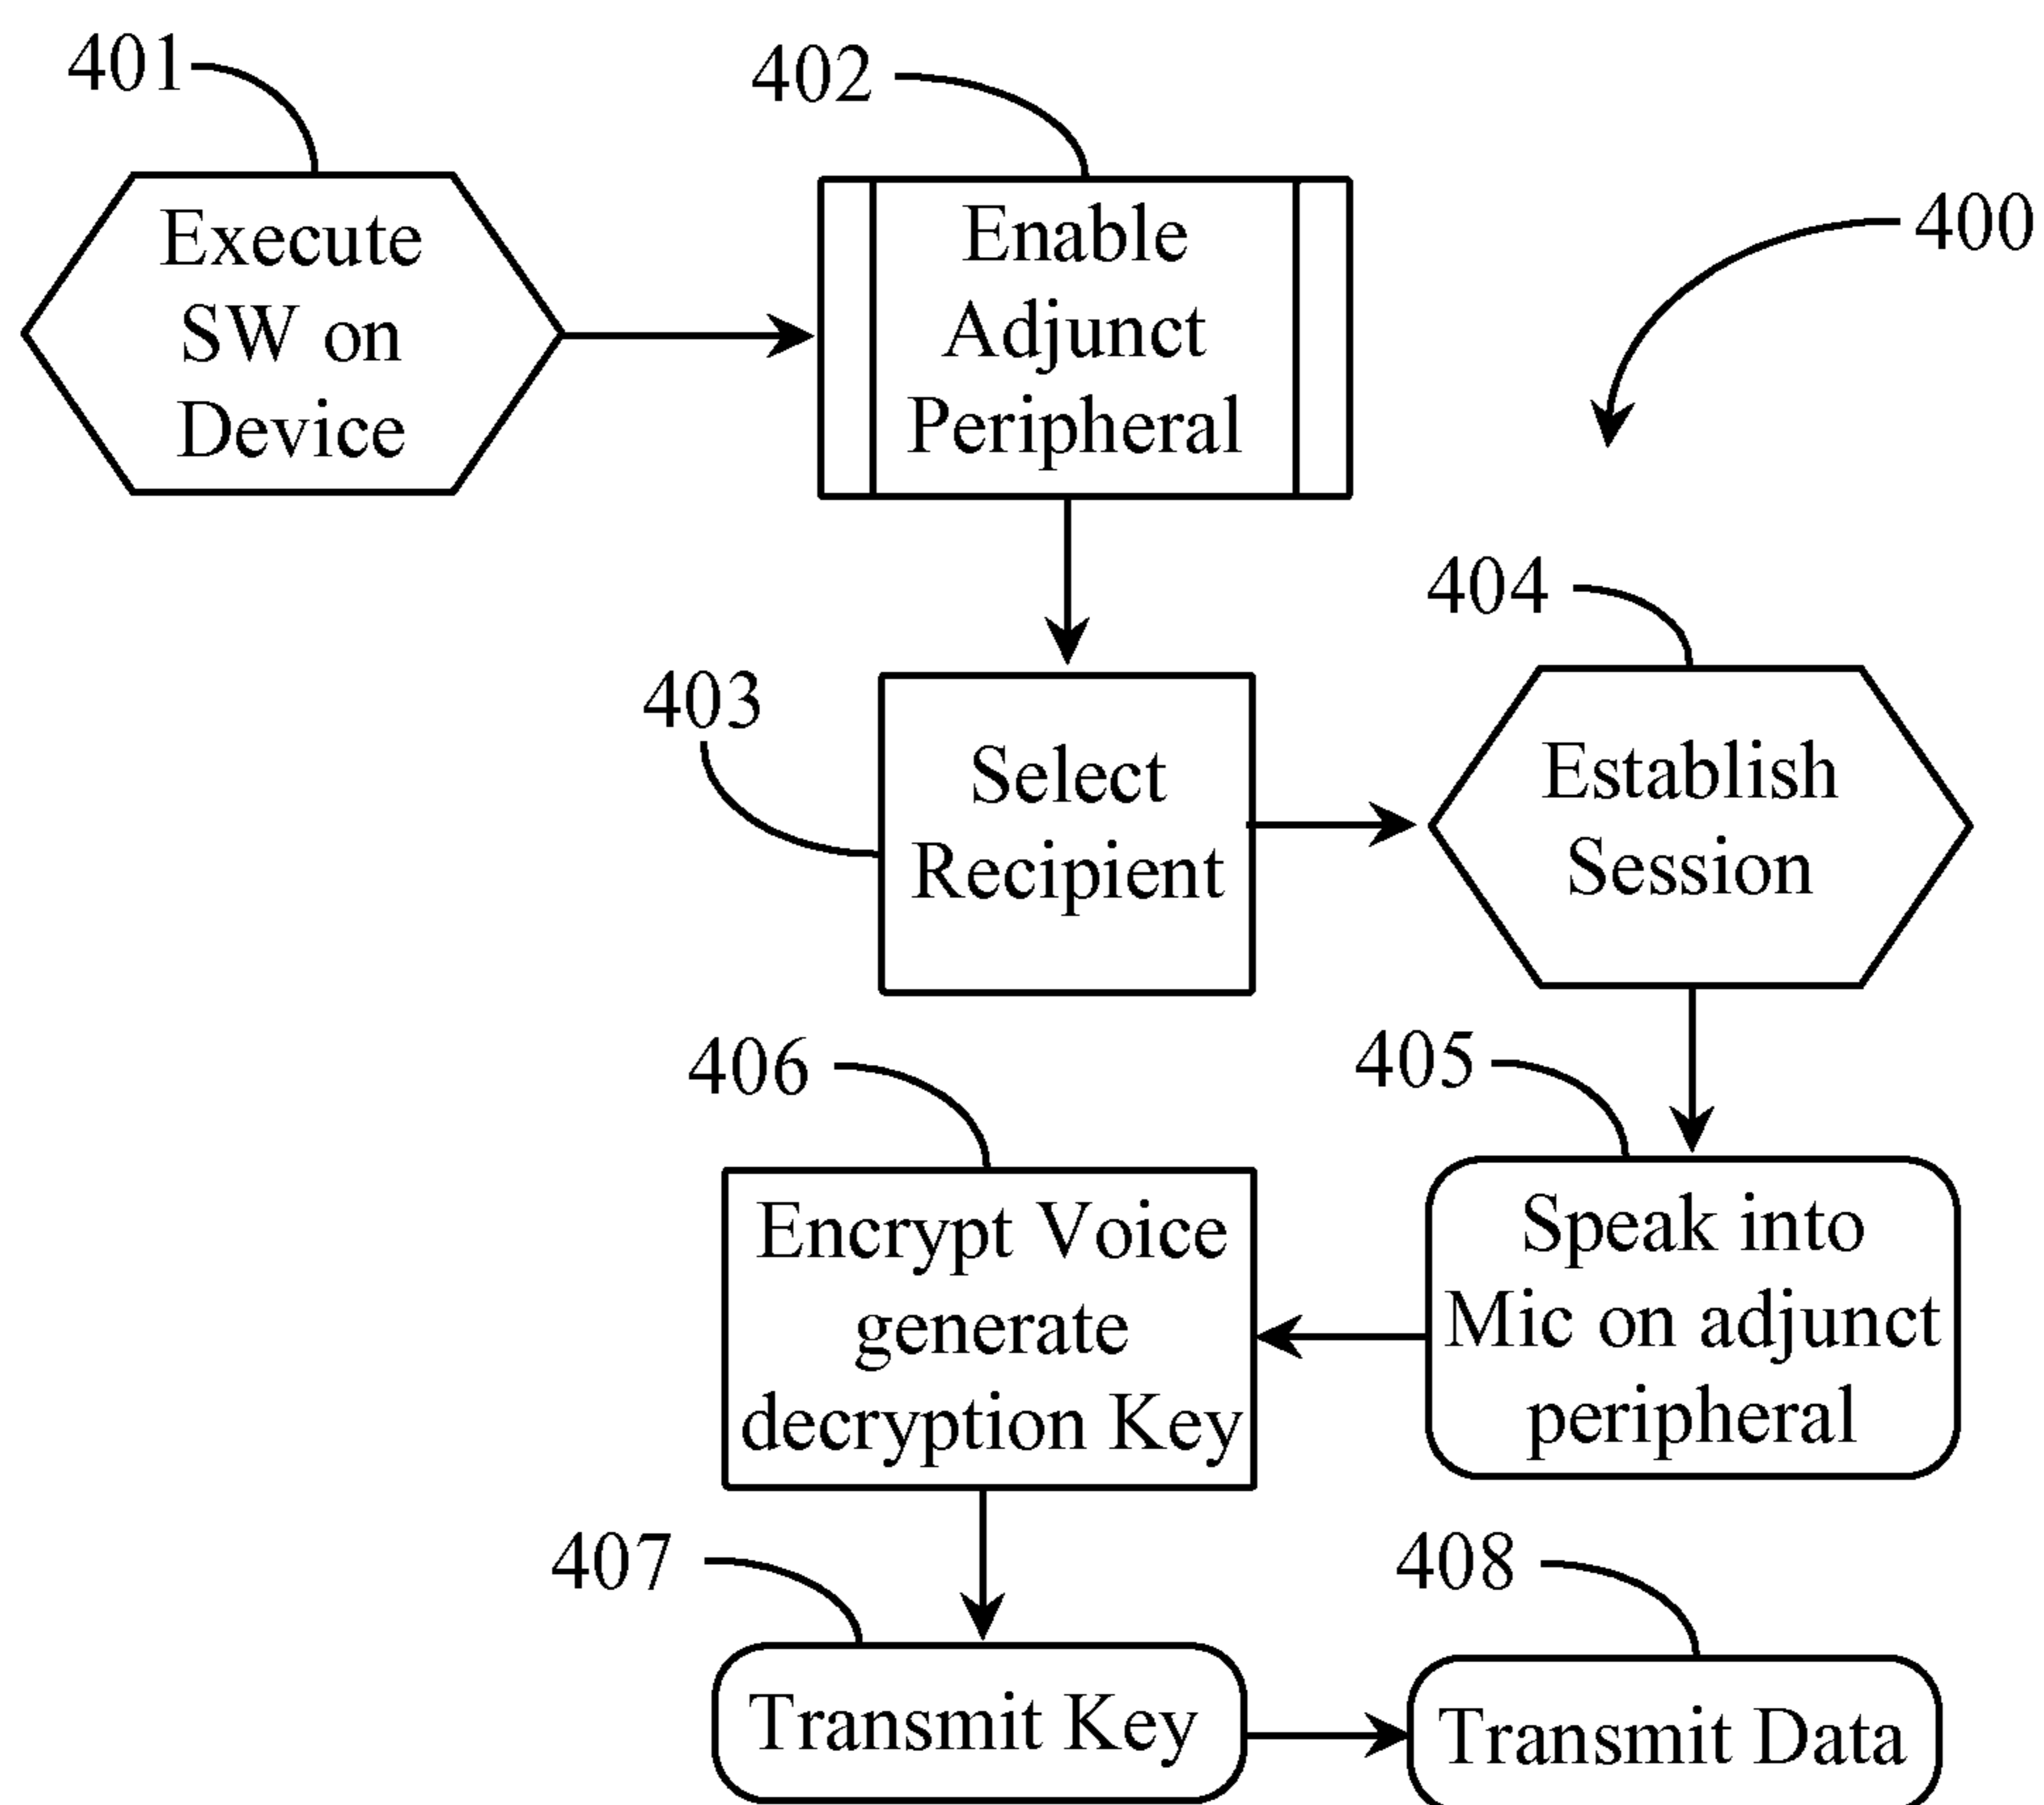 401
402
400
Execute
SW on
Device
Enable
Adjunct
Peripheral
403
404
Select
Recipient
Establish
Session
406
405
Encrypt Voice
generate
decryption Key
Speak into
Mic on adjunct
peripheral
407
408
Transmit Key
Transmit Data